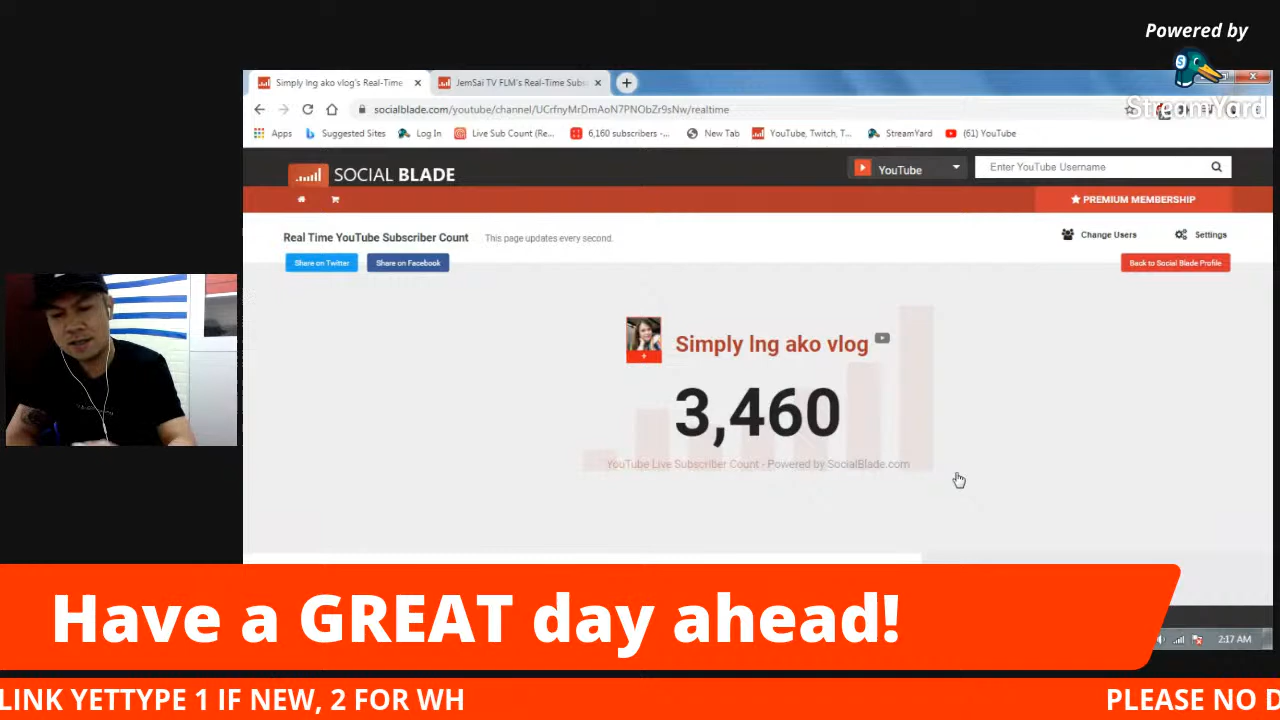 Powered by
StreamYard
Simply lng ako vlog's Real-Time
JemSai TV FLM's Real-Time Subs
socialblade.com/youtube/channel/UCrfnyMrDmAoN7PNObZr9sNw/realtime
Apps
Suggested Sites
Log In
Live Sub Count (Re...
6,160 subscribers -...
New Tab
YouTube, Twitch, T...
StreamYard
(61) YouTube
SOCIAL BLADE
YouTube
Enter YouTube Username
PREMIUM MEMBERSHIP
Real Time YouTube Subscriber Count
This page updates every second.
Change Users
Settings
Share on Twitter
Share on Facebook
Back to Social Blade Profile
Simply lng ako vlog
3,460
YouTube Live Subscriber Count - Powered by SocialBlade.com
Have a GREAT day ahead!
2:17 AM
LINK YETTYPE 1 IF NEW, 2 FOR WH
PLEASE NO D